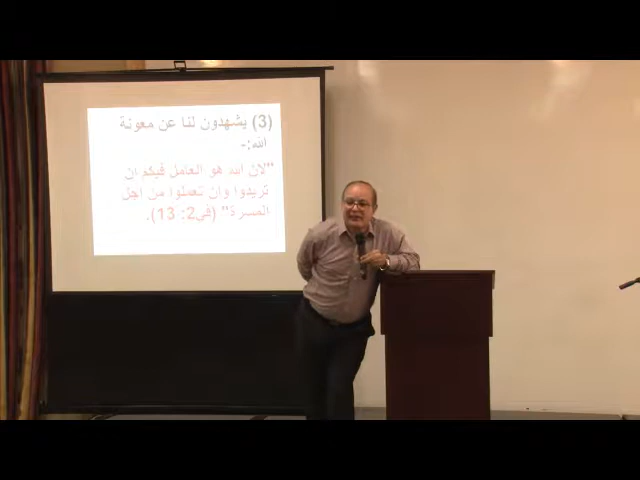 (3) يشهدون لنا عن معونة
الله:-
"لان الله هو العامل فيكم ان
تريدوا وان تعملوا من اجل
المسرة" (في2: 13).